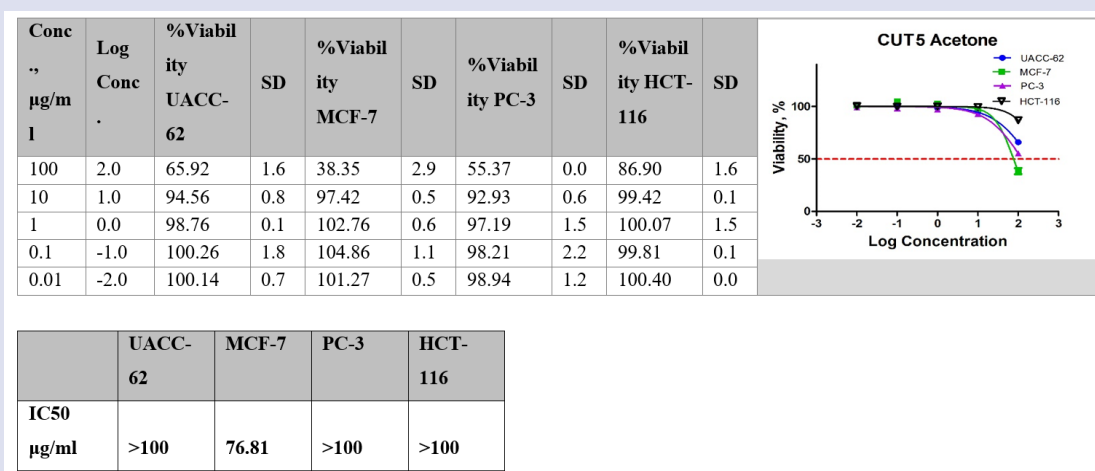 Conc
.,
µg/m
l
Log
Conc
.
%Viabil
ity
UACC-
62
SD
%Viabil
ity
MCF-7
SD
%Viabil
ity PC-3
SD
%Viabil
ity HCT-
116
SD
100 2.0 65.92 1.6 38.35 2.9 55.37 0.0 86.90 1.6
10 1.0 94.56 0.8 97.42 0.5 92.93 0.6 99.42 0.1
1 0.0 98.76 0.1 102.76 0.6 97.19 1.5 100.07 1.5
0.1 -1.0 100.26 1.8 104.86 1.1 98.21 2.2 99.81 0.1
0.01 -2.0 100.14 0.7 101.27 0.5 98.94 1.2 100.40 0.0
CUT5 Acetone
UACC-62
MCF-7
PC-3
HCT-116
Viability, %
100
50
0
-3 -2 -1 0 1 2 3
Log Concentration
UACC-
62
MCF-7
PC-3
HCT-
116
IC50
µg/ml >100 76.81 >100 >100